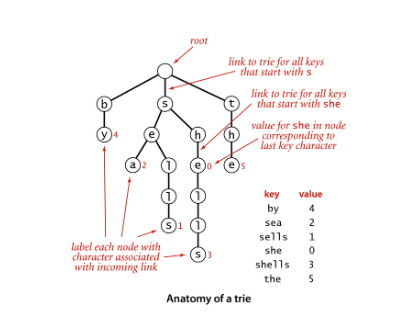 root
link to trie for all keys
that start with s
link to trie for all keys
that start with she
b
s
t
value for she in node
corresponding to
last key character
y 4
e
h
h
a 2
l
e 0
e 5
l
l
s 1
l
s 3
label each node with
character associated
with incoming link
key value
by 4
sea 2
sells 1
she 0
shells 3
the 5
Anatomy of a trie